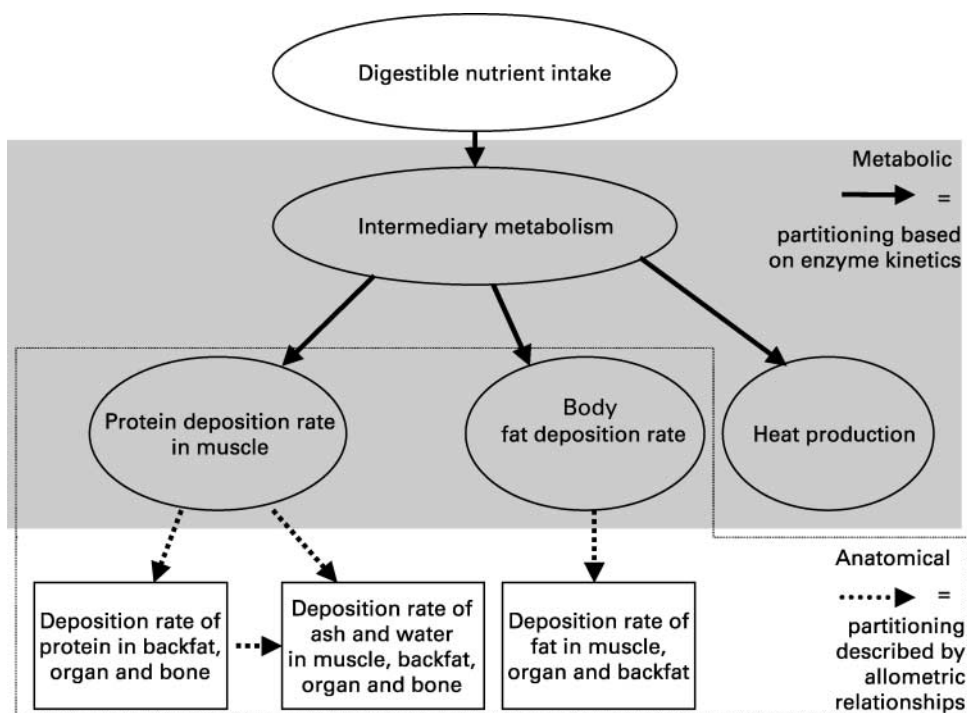 Digestible nutrient intake
Metabolic
=
partitioning based
on enzyme kinetics
Intermediary metabolism
Protein deposition rate
in muscle
Body
fat deposition rate
Heat production
Deposition rate of
protein in backfat,
organ and bone
Deposition rate of
ash and water
in muscle, backfat,
organ and bone
Deposition rate of
fat in muscle,
organ and backfat
Anatomical
=
partitioning
described by
allometric
relationships